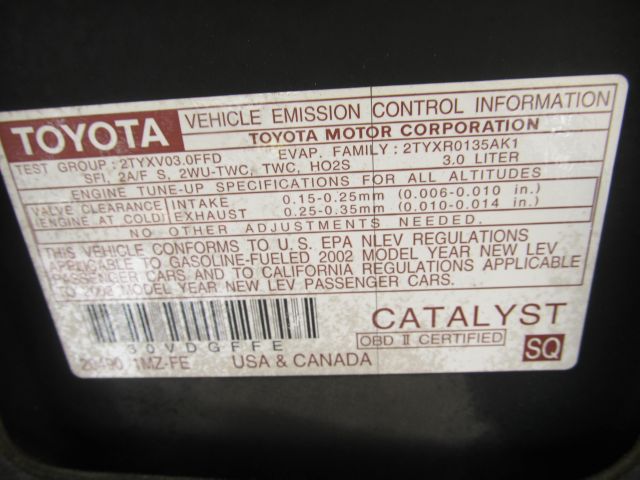 TOYOTA
VEHICLE EMISSION CONTROL INFORMATION
TOYOTA MOTOR CORPORATION
TEST GROUP : 2TYXV03.0FFD EVAP. FAMILY : 2TYXR0135AK1
SFI, 2A/F S, 2WU-TWC, TWC, HO2S 3.0 LITER
ENGINE TUNE-UP SPECIFICATIONS FOR ALL ALTITUDES
VALVE CLEARANCE INTAKE 0.15-0.25mm (0.006-0.010 in.)
(ENGINE AT COLD) EXHAUST 0.25-0.35mm (0.010-0.014 in.)
NO OTHER ADJUSTMENTS NEEDED.
THIS VEHICLE CONFORMS TO U.S. EPA NLEV REGULATIONS
APPLICABLE TO GASOLINE-FUELED 2002 MODEL YEAR NEW LEV
PASSENGER CARS AND TO CALIFORNIA REGULATIONS APPLICABLE
TO MODEL YEAR NEW LEV PASSENGER CARS.
30VDGFFE
CATALYST
OBD II CERTIFIED
SQ
1MZ-FE USA & CANADA